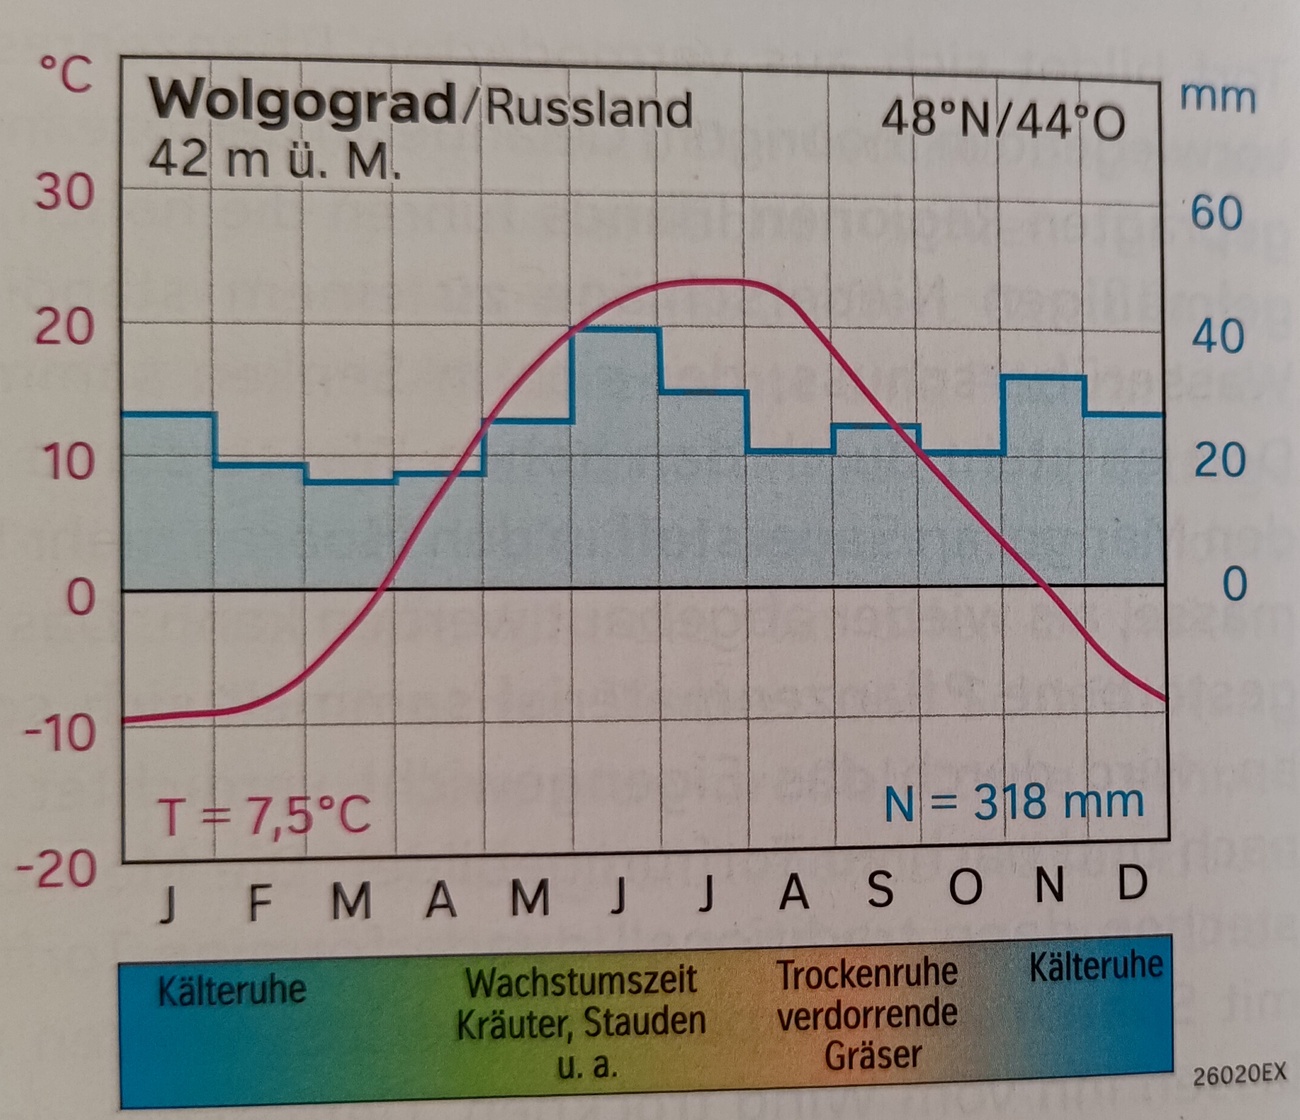 °C
mm
Wolgograd/Russland
48°N/44°O
42 m ü. M.
30
60
20
40
10
20
0
0
-10
T = 7,5°C
N = 318 mm
-20
J F M A M J J A S O N D
Kälteruhe
Wachstumszeit
Kräuter, Stauden
u. a.
Trockenruhe
verdorrende
Gräser
Kälteruhe
26020EX